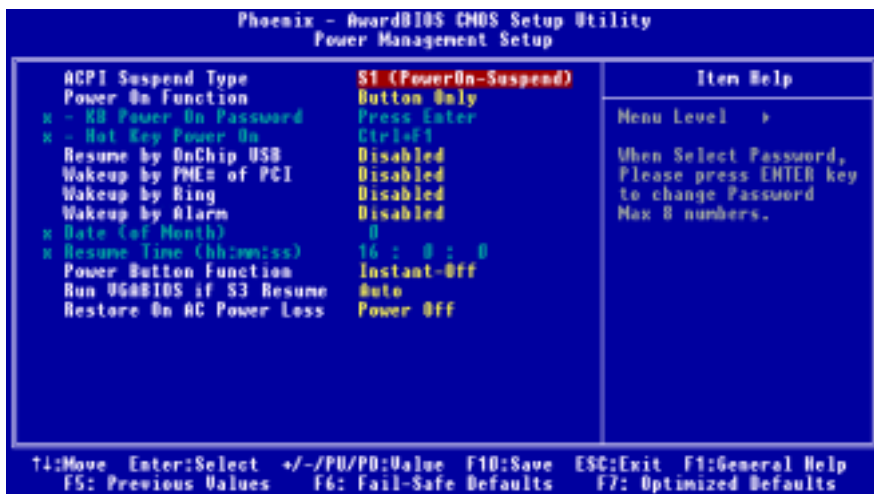 Phoenix - AwardBIOS CMOS Setup Utility
Power Management Setup
ACPI Suspend Type S1 (PowerOn-Suspend)
Power On Function Button Only
x - KB Power On Password Press Enter
x - Hot Key Power On Ctrl+F1
Resume by OnChip USB Disabled
Wakeup by PME# of PCI Disabled
Wakeup by Ring Disabled
Wakeup by Alarm Disabled
x Date (of Month) 0
x Resume Time (hh:mm:ss) 16 : 0 : 0
Power Button Function Instant-Off
Run VGABIOS if S3 Resume Auto
Restore On AC Power Loss Power Off
Item Help
Menu Level ▸
When Select Password,
Please press ENTER key
to change Password
Max 8 numbers.
↑↓:Move Enter:Select +/-/PU/PD:Value F10:Save ESC:Exit F1:General Help
F5: Previous Values F6: Fail-Safe Defaults F7: Optimized Defaults